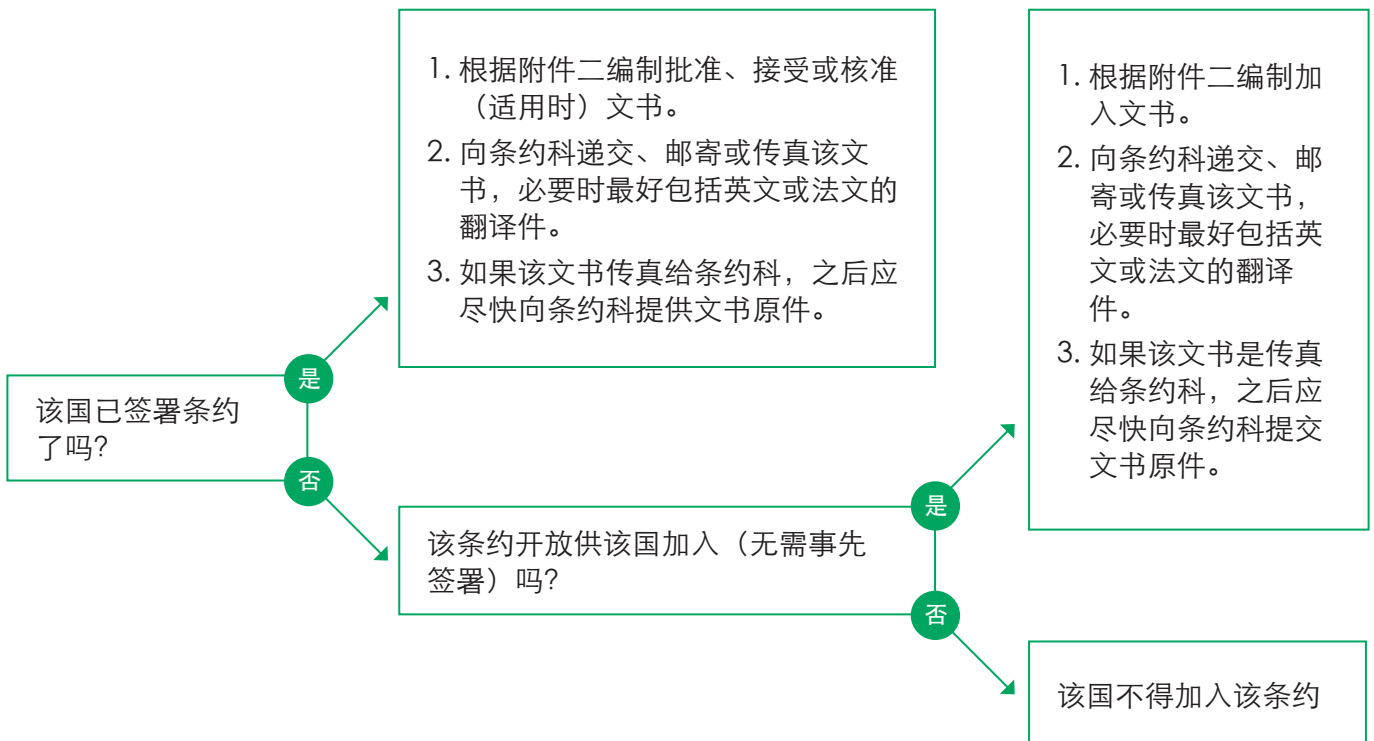 该国已签署条约
了吗?
是
否
1. 根据附件二编制批准、接受或核准
（适用时）文书。
2. 向条约科递交、邮寄或传真该文
书，必要时最好包括英文或法文的
翻译件。
3. 如果该文书传真给条约科，之后应
尽快向条约科提供文书原件。
该条约开放供该国加入（无需事先
签署）吗?
是
否
1. 根据附件二编制加
入文书。
2. 向条约科递交、邮
寄或传真该文书，
必要时最好包括英
文或法文的翻译
件。
3. 如果该文书是传真
给条约科，之后应
尽快向条约科提交
文书原件。
该国不得加入该条约